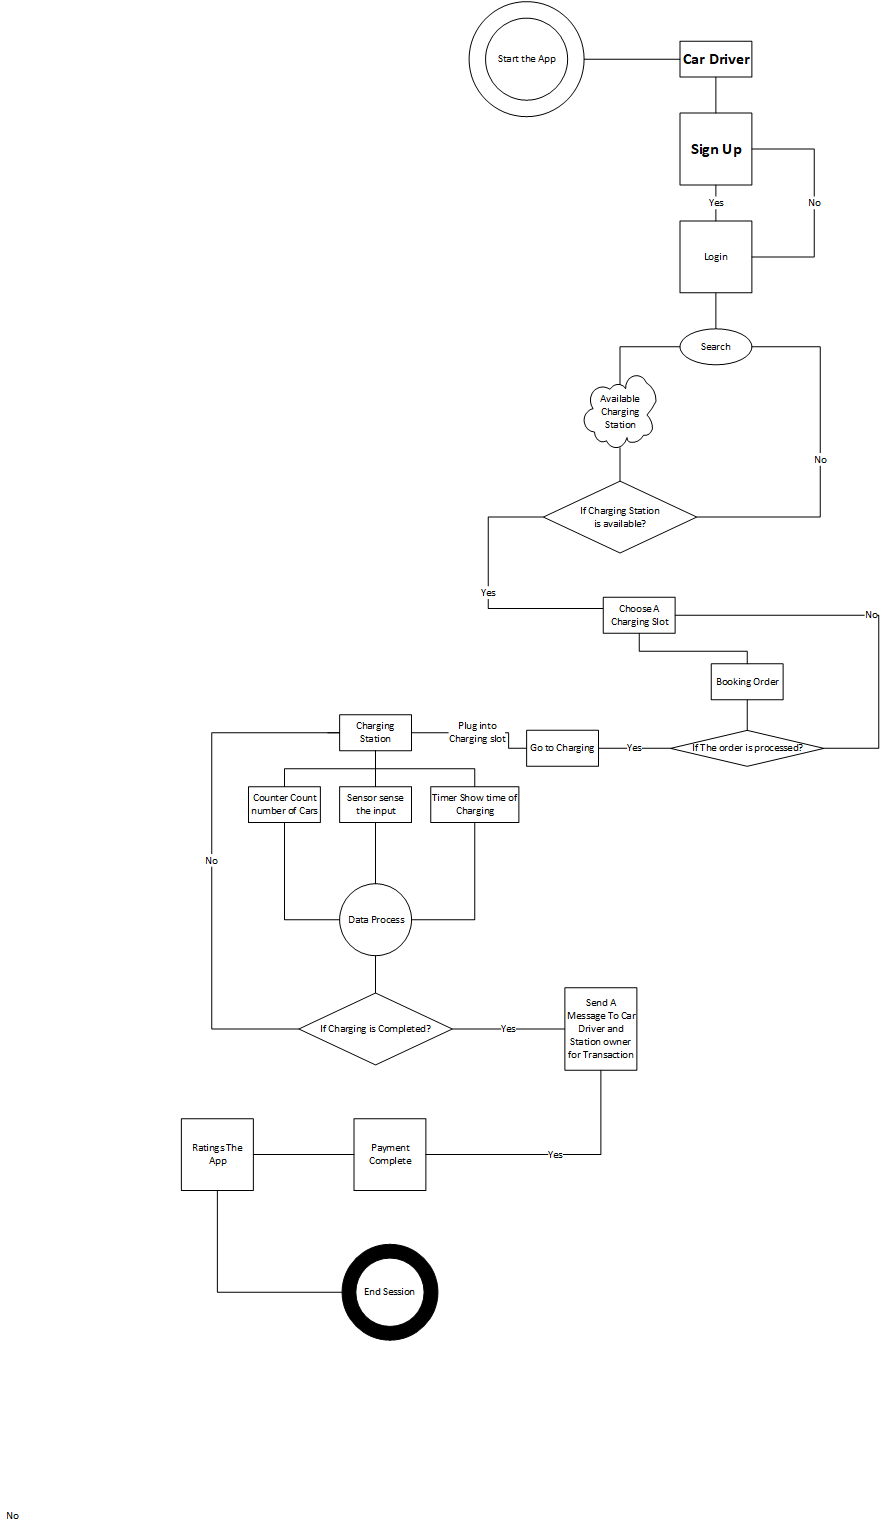 Start the App
Car Driver
Sign Up
Yes
No
Login
Search
Available
Charging
Station
No
If Charging Station
is available?
Yes
Choose A
Charging Slot
No
Booking Order
Charging
Station
Plug into
Charging slot
Go to Charging
Yes
If The order is processed?
Counter Count
number of Cars
Sensor sense
the input
Timer Show time of
Charging
No
Data Process
If Charging is Completed?
Yes
Send A
Message To Car
Driver and
Station owner
for Transaction
Ratings The
App
Payment
Complete
Yes
End Session
No